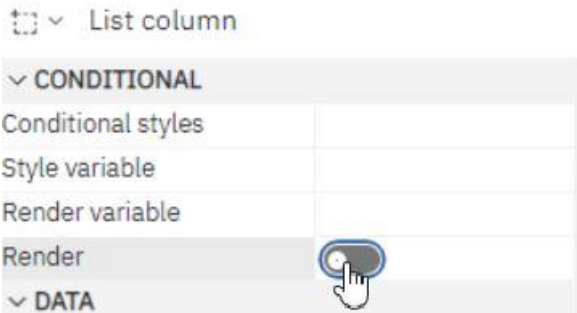 List column
CONDITIONAL
Conditional styles
Style variable
Render variable
Render
DATA